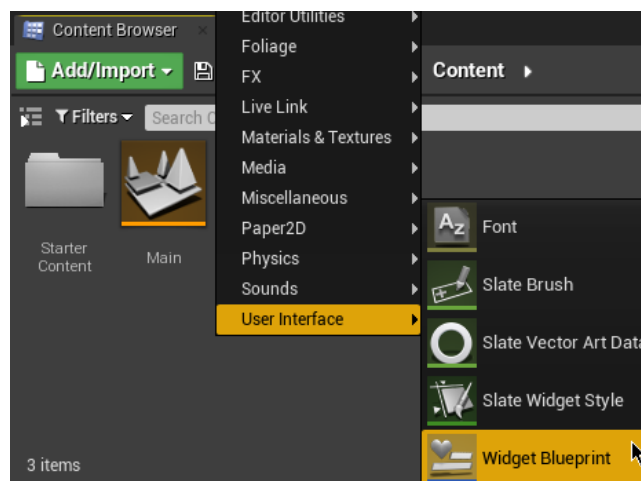 Content Browser
Editor Utilities
Foliage
Add/Import
FX
Content
Live Link
Filters
Search
Materials & Textures
Media
Miscellaneous
Paper2D
Physics
Sounds
User Interface
Starter
Content
Main
Font
Slate Brush
Slate Vector Art Data
Slate Widget Style
Widget Blueprint
3 items